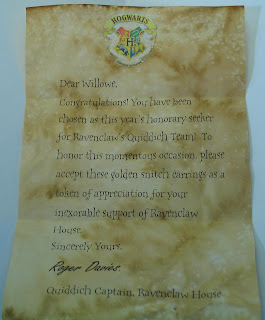 HOGWARTS
Dear Willowe,
Congratulations! You have been
chosen as this year's honorary seeker
for Ravenclaw's Quiddich Team! To
honor this momentous occasion, please
accept these golden snitch earrings as a
token of appreciation for your
inexorable support of Ravenclaw
House.
Sincerely Yours,
Roger Davies,
Quidditch Captain, Ravenclaw House